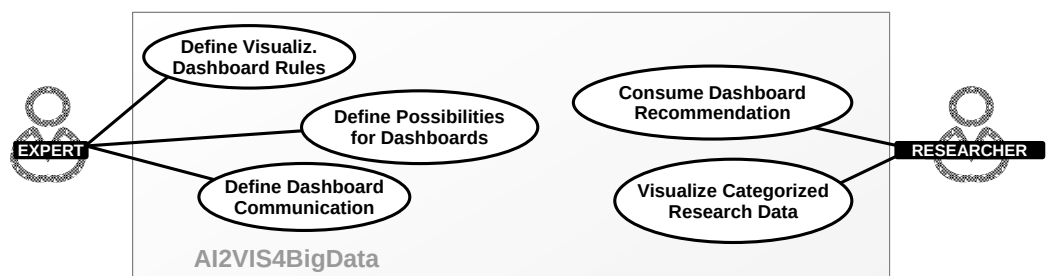 Define Visualiz.
Dashboard Rules
Consume Dashboard
Recommendation
Define Possibilities
for Dashboards
EXPERT
RESEARCHER
Define Dashboard
Communication
Visualize Categorized
Research Data
AI2VIS4BigData